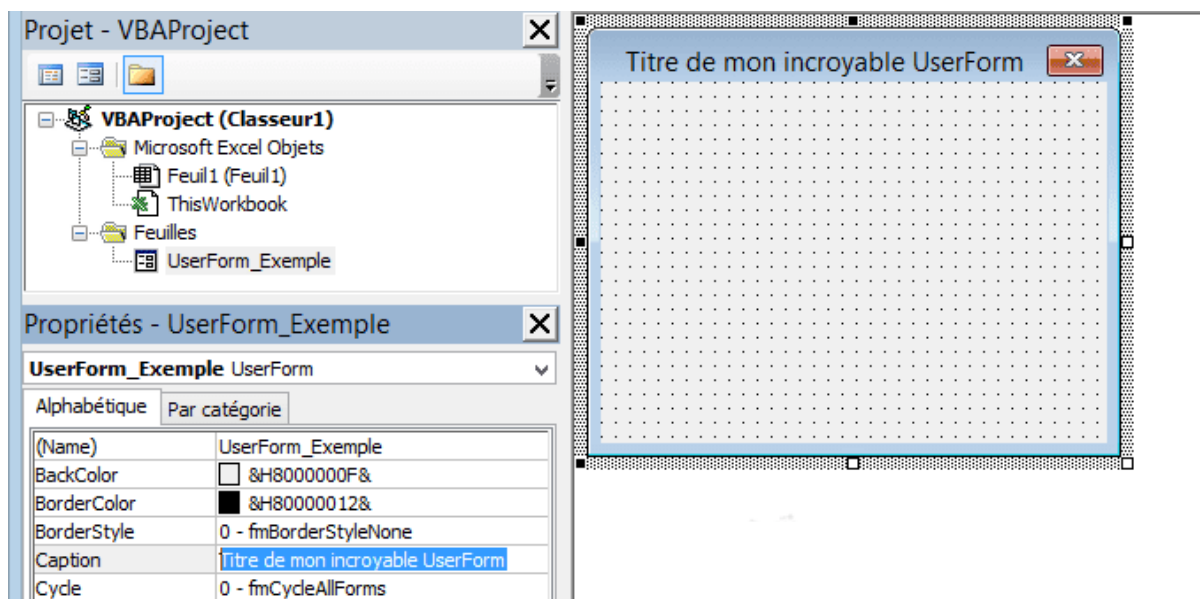 Projet - VBAProject
VBAProject (Classeur1)
Microsoft Excel Objets
Feuil1 (Feuil1)
ThisWorkbook
Feuilles
UserForm_Exemple
Propriétés - UserForm_Exemple
UserForm_Exemple UserForm
Alphabétique Par catégorie
(Name) UserForm_Exemple
BackColor &H8000000F&
BorderColor &H80000012&
BorderStyle 0 - fmBorderStyleNone
Caption Titre de mon incroyable UserForm
Cycle 0 - fmCycleAllForms
Titre de mon incroyable UserForm